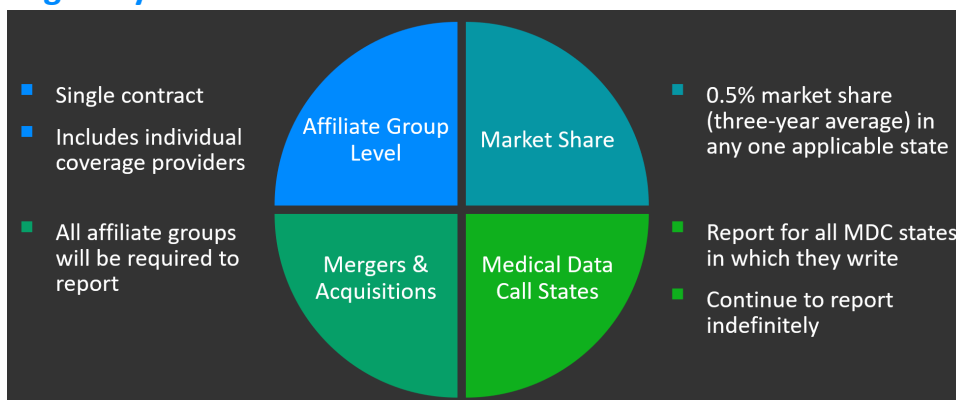 Single contract
Includes individual
coverage providers
Affiliate Group
Level
Market Share
0.5% market share
(three-year average) in
any one applicable state
All affiliate groups
will be required to
report
Mergers &
Acquisitions
Medical Data
Call States
Report for all MDC states
in which they write
Continue to report
indefinitely